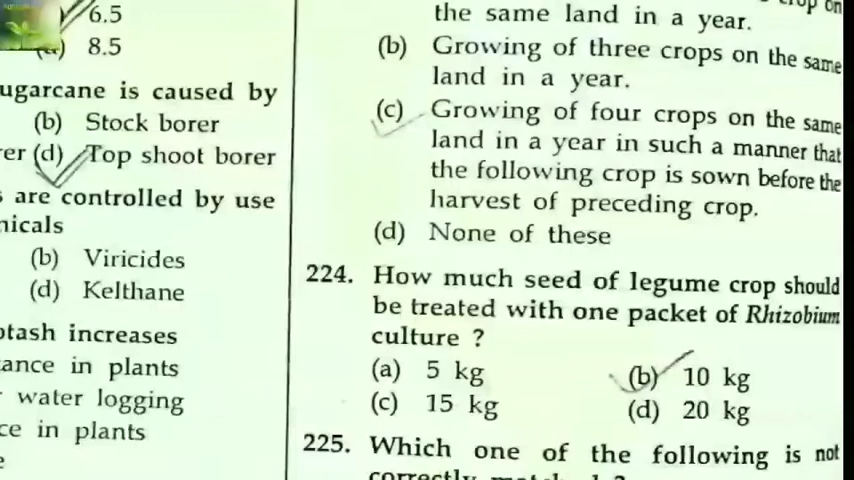 6.5
(d) 8.5
ugarcane is caused by
(b) Stock borer
er (d) Top shoot borer
are controlled by use
nicals
(b) Viricides
(d) Kelthane
otash increases
ance in plants
water logging
ce in plants
crop on
the same land in a year.
(b) Growing of three crops on the same
land in a year.
(c) Growing of four crops on the same
land in a year in such a manner that
the following crop is sown before the
harvest of preceding crop.
(d) None of these
224. How much seed of legume crop should
be treated with one packet of Rhizobium
culture ?
(a) 5 kg (b) 10 kg
(c) 15 kg (d) 20 kg
225. Which one of the following is not
correctly